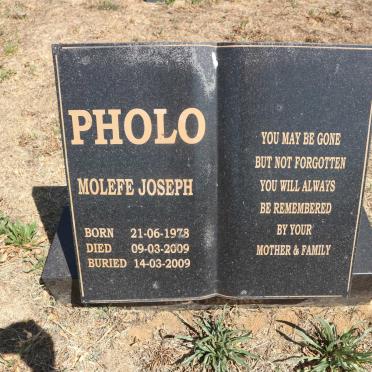 PHOLO
MOLEFE JOSEPH
BORN 21-06-1978
DIED 09-03-2009
BURIED 14-03-2009
YOU MAY BE GONE
BUT NOT FORGOTTEN
YOU WILL ALWAYS
BE REMEMBERED
BY YOUR
MOTHER & FAMILY